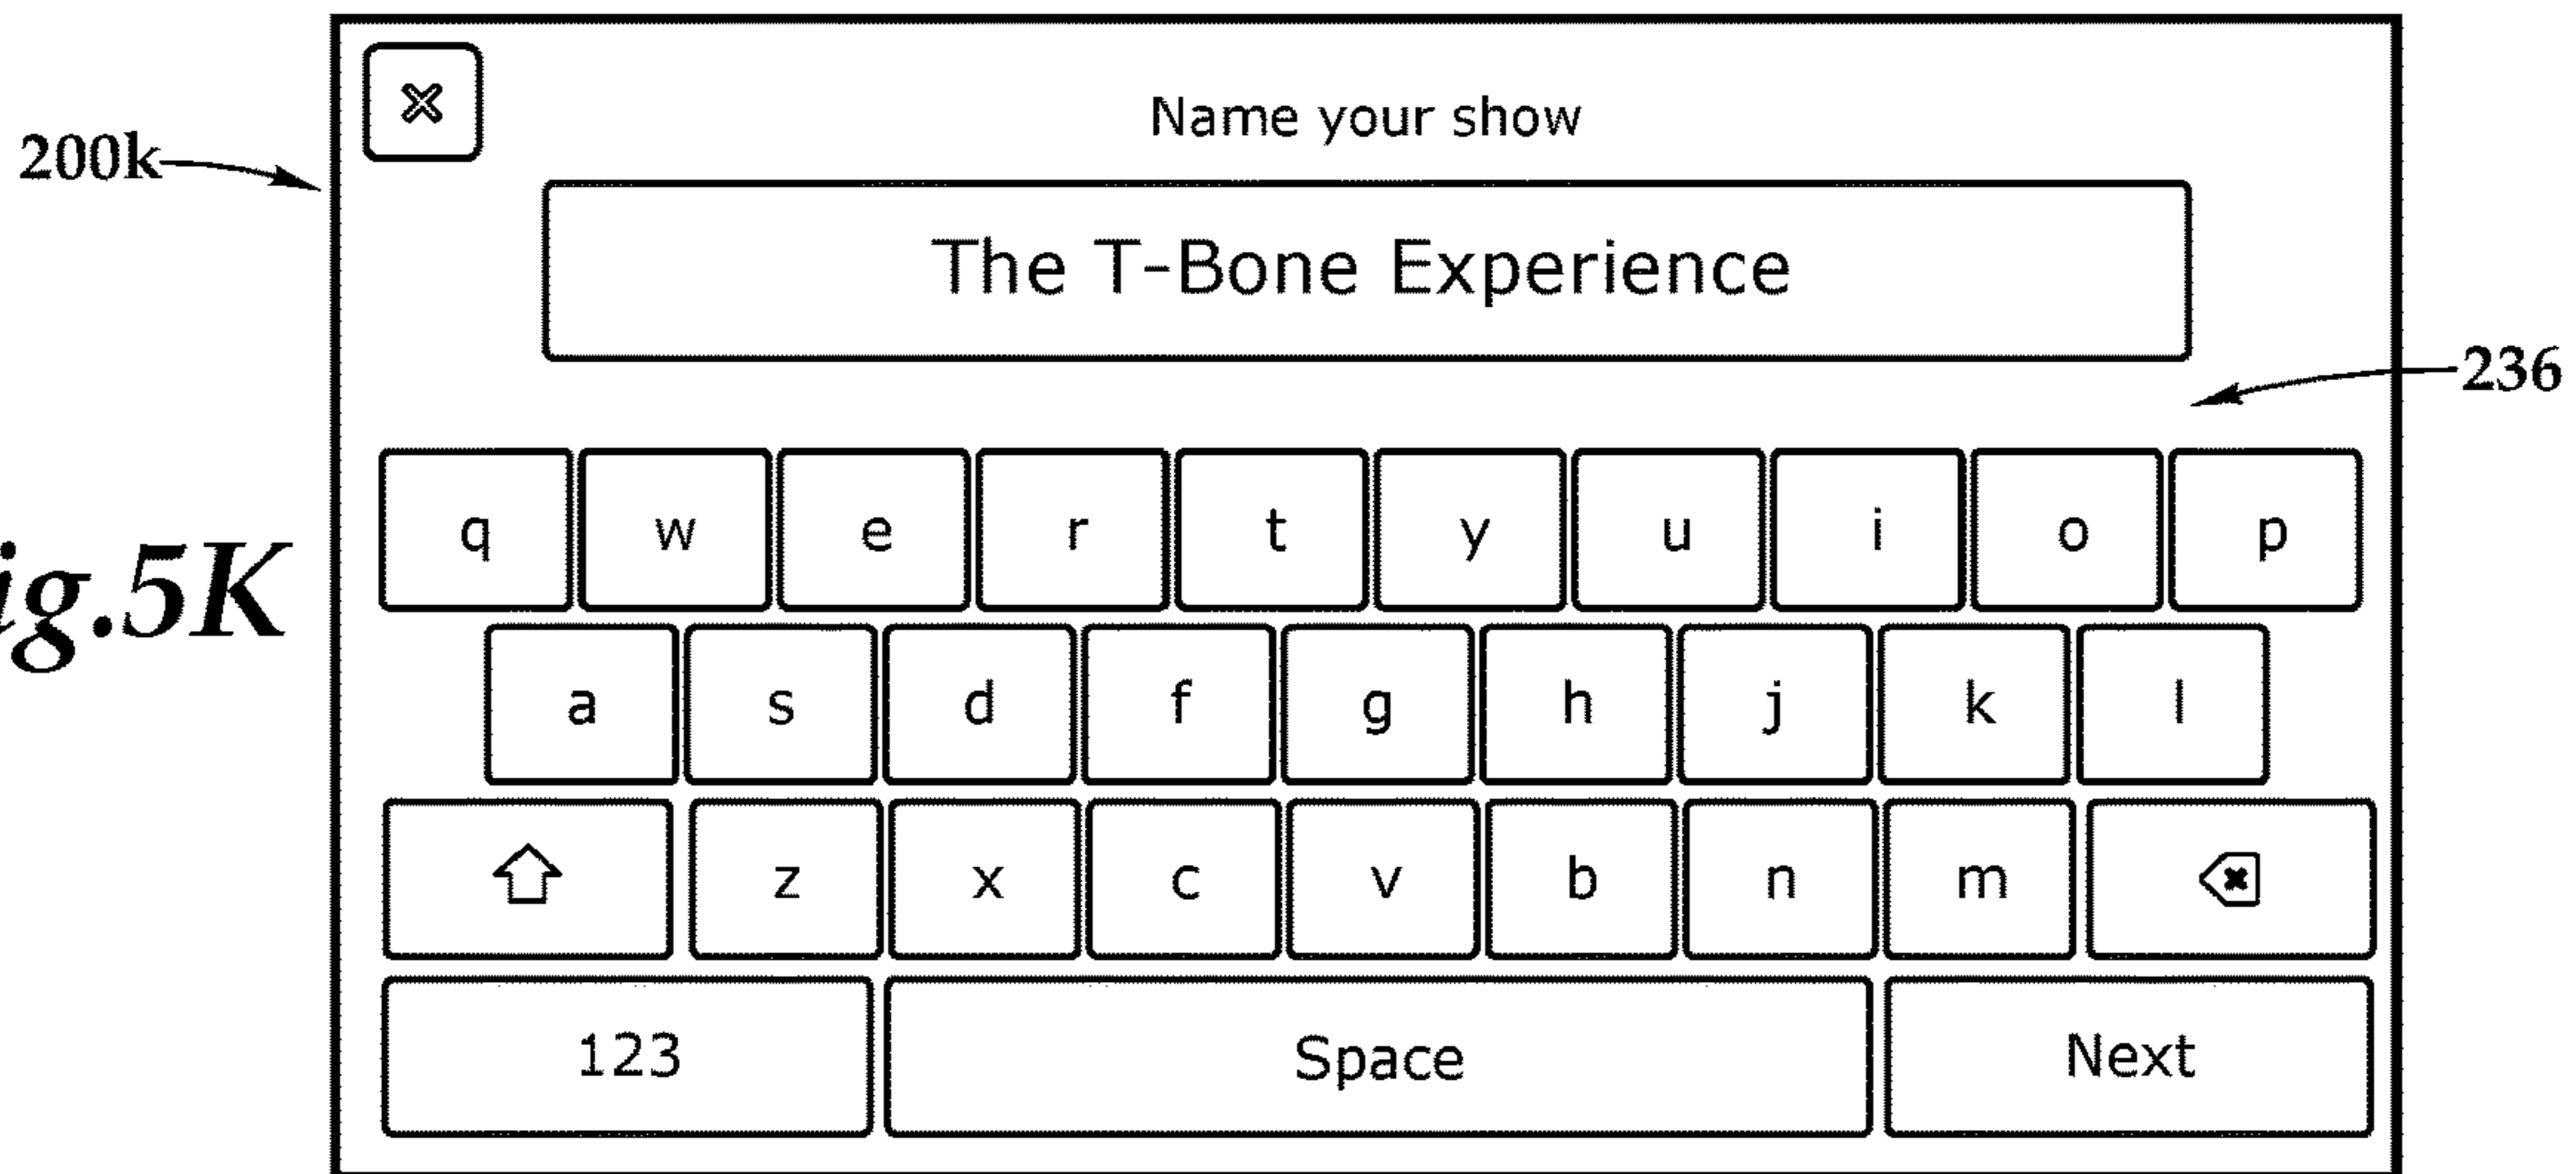 Name your show
200k
The T-Bone Experience
236
q w e r t y u i o p
ig.5K
a s d f g h j k l
z x c v b n m
123 Space Next